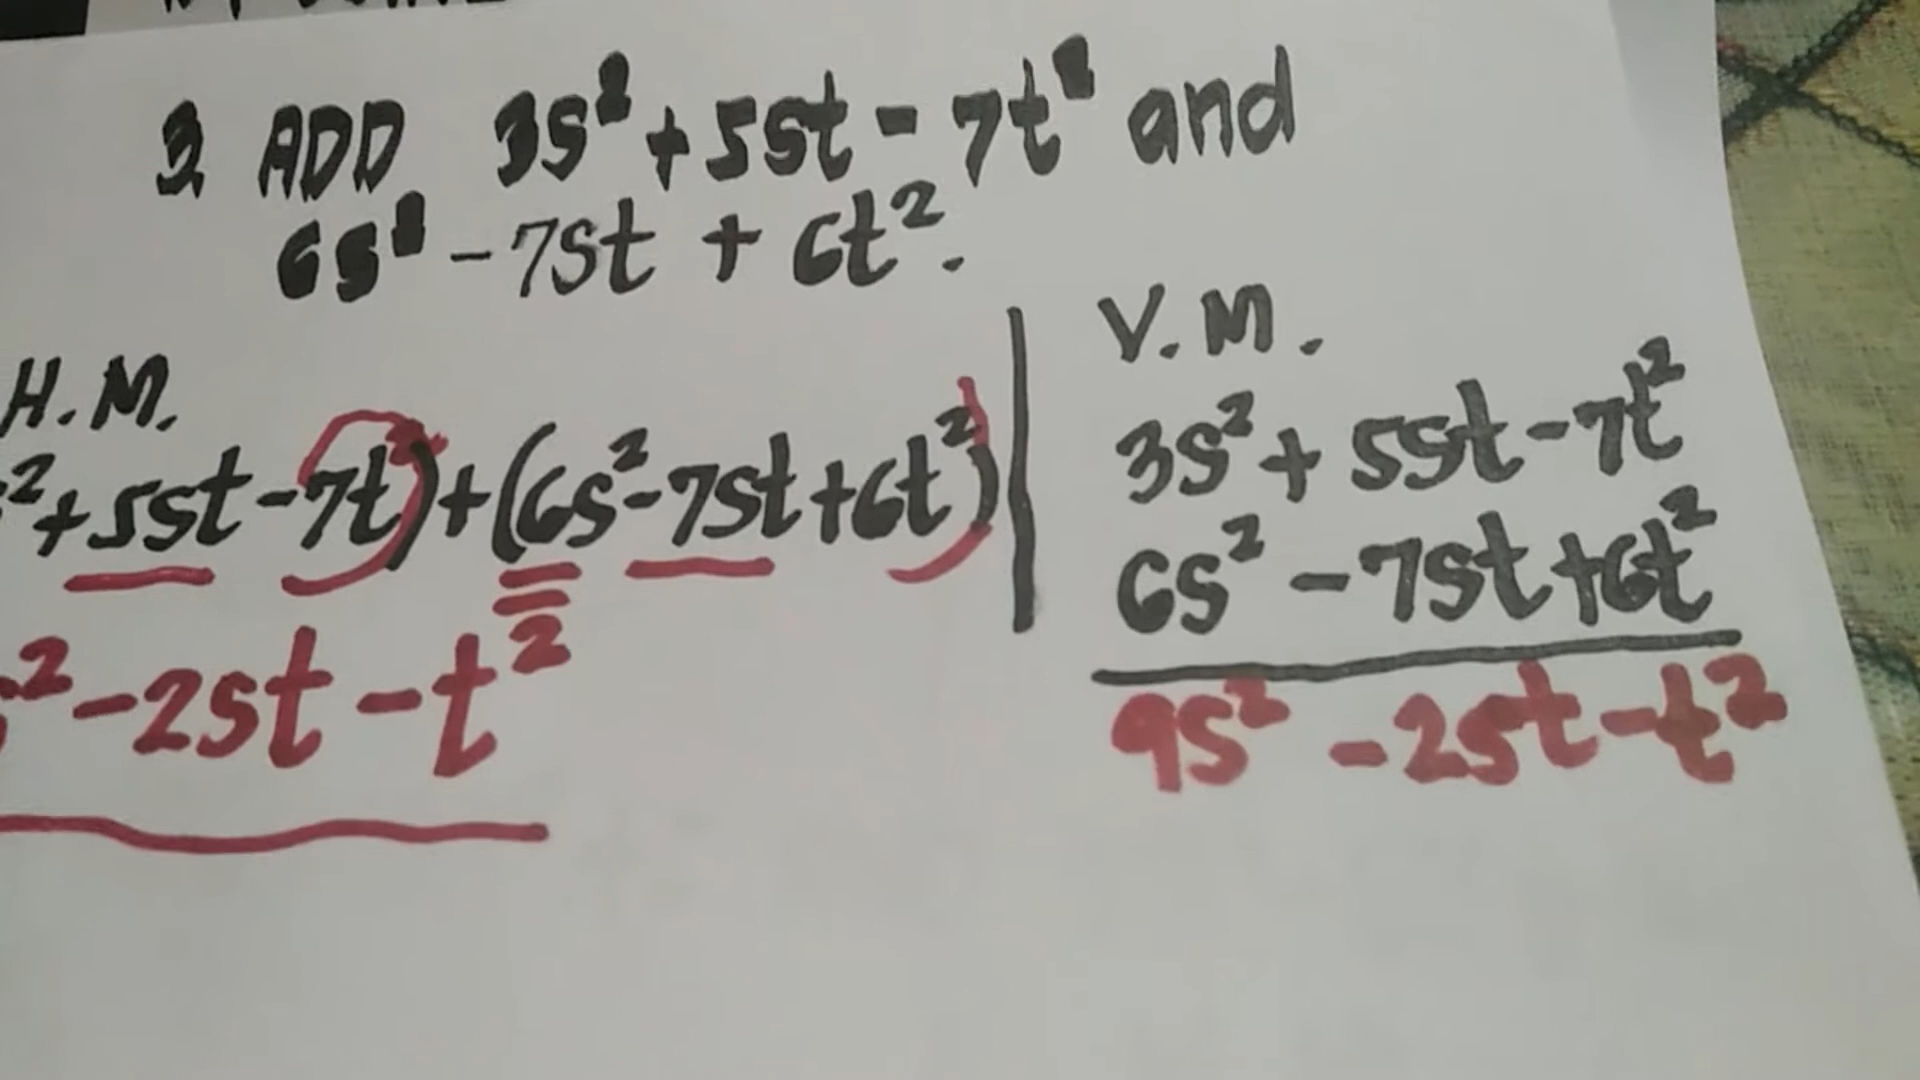 3. ADD 3s² + 5st - 7t² and
6s² - 7st + 6t².
H.M.
² + 5st - 7t²) + (6s² - 7st + 6t²)
s² - 2st - t²
V.M.
3s² + 5st - 7t²
6s² - 7st + 6t²
9s² - 2st - t²